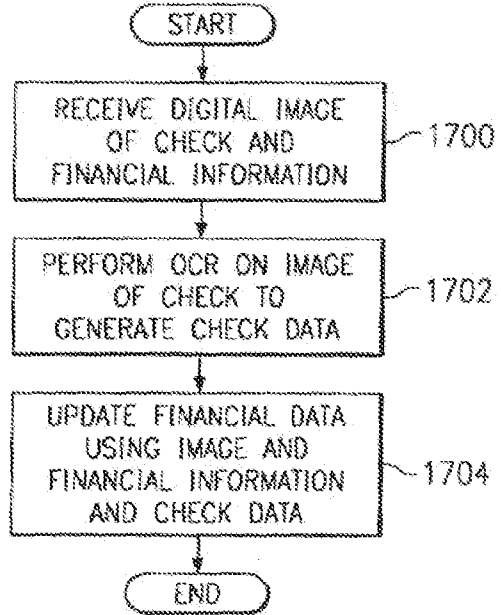 START
RECEIVE DIGITAL IMAGE
OF CHECK AND
FINANCIAL INFORMATION
1700
PERFORM OCR ON IMAGE
OF CHECK TO
GENERATE CHECK DATA
1702
UPDATE FINANCIAL DATA
USING IMAGE AND
FINANCIAL INFORMATION
AND CHECK DATA
1704
END